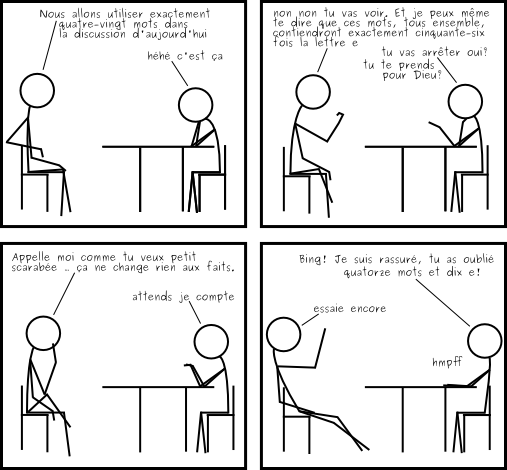 Nous allons utiliser exactement
quatre-vingt mots dans
la discussion d'aujourd'hui
héhé c'est ça
non non tu vas voir. Et je peux même
te dire que ces mots, tous ensemble,
contiendront exactement cinquante-six
fois la lettre e
tu vas arrêter oui?
tu te prends
pour Dieu?
Appelle moi comme tu veux petit
scarabée .. ça ne change rien aux faits.
attends je compte
Bing! Je suis rassuré, tu as oublié
quatorze mots et dix e!
essaie encore
hmpff